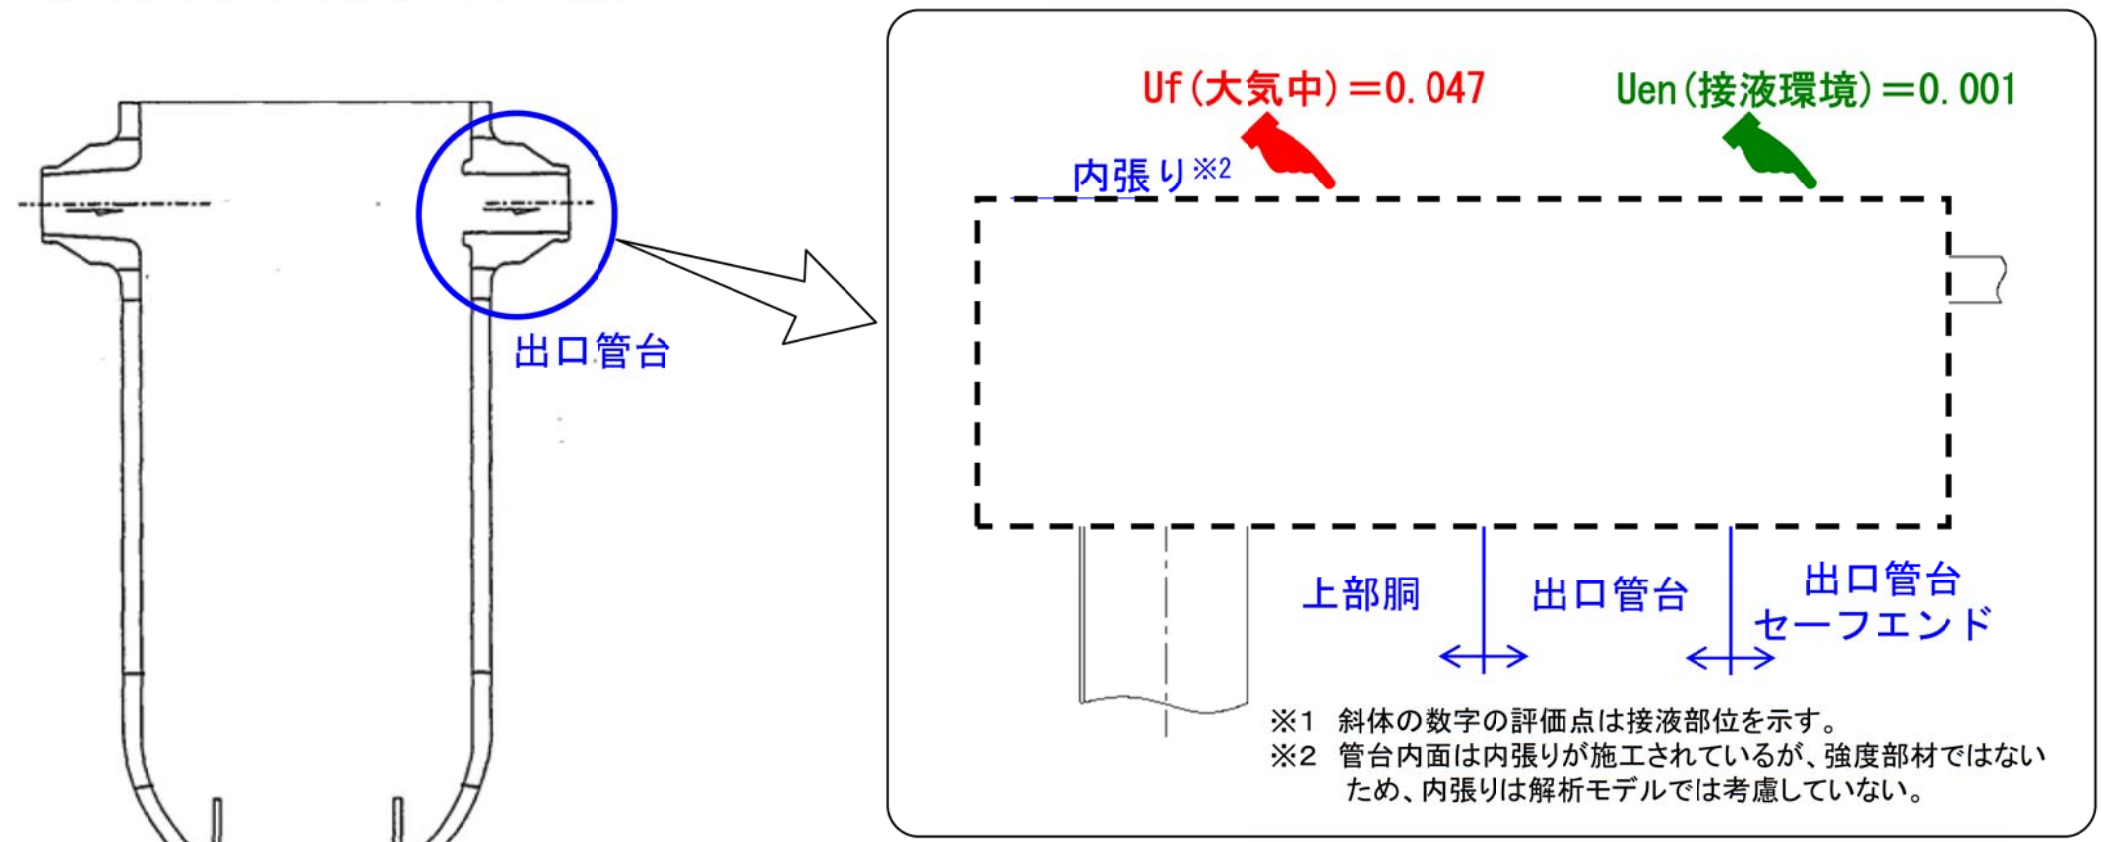 Uf(大気中)＝0.047
Uen(接液環境)＝0.001
内張り※2
出口管台
上部胴
出口管台
出口管台
セーフエンド
※1 斜体の数字の評価点は接液部位を示す。
※2 管台内面は内張りが施工されているが、強度部材ではない
ため、内張りは解析モデルでは考慮していない。